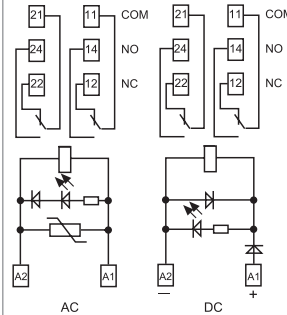 21 11 COM 21 11 COM
24 14 NO 24 14 NO
22 12 NC 22 12 NC
A2 A1 A2 A1
— +
AC DC